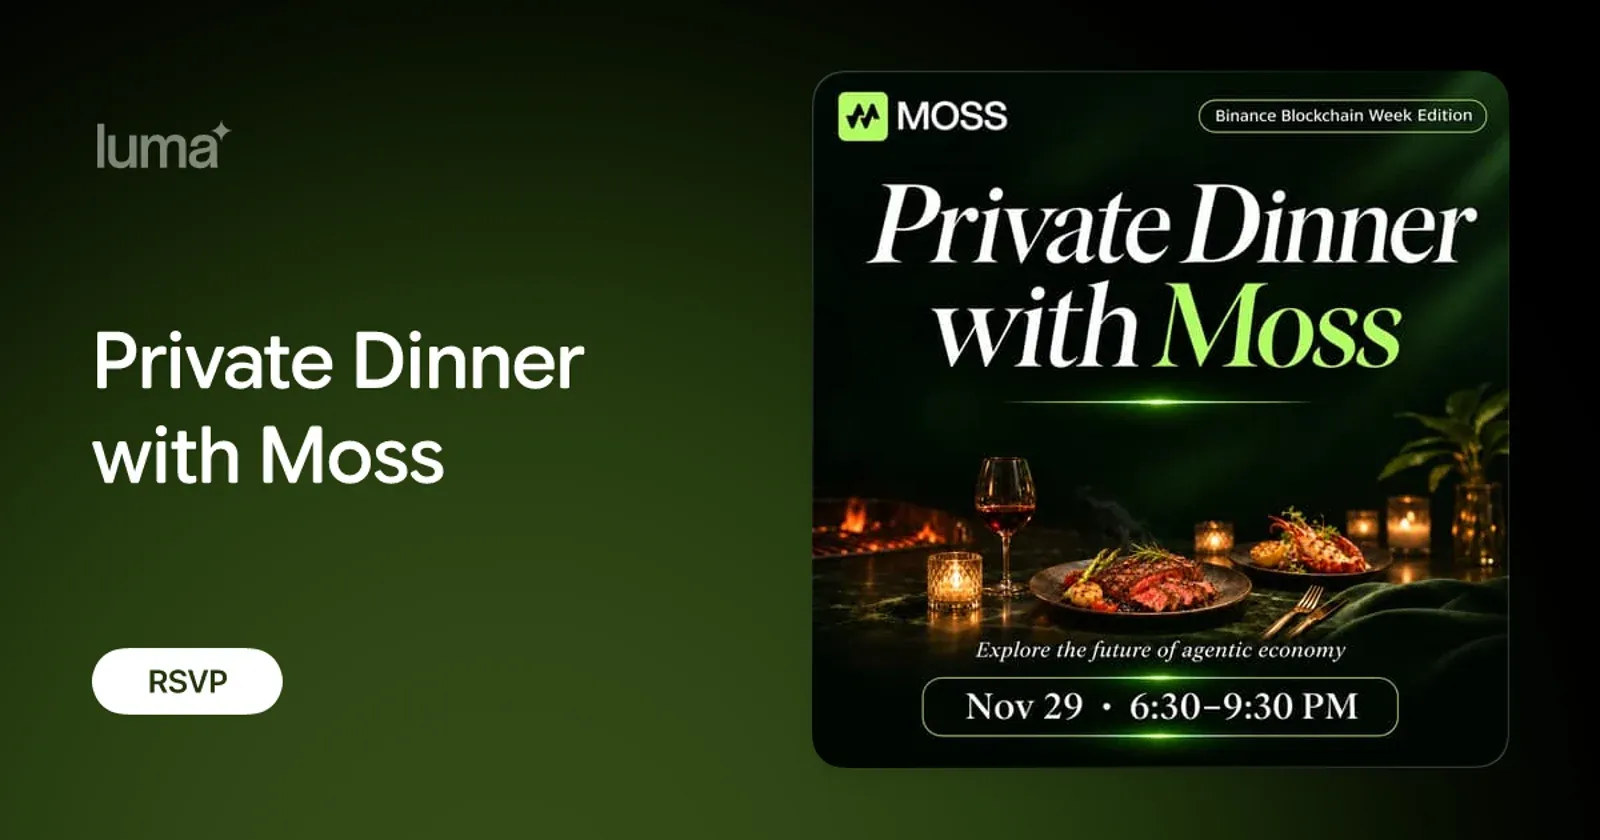 luma
Private Dinner
with Moss
RSVP
MOSS
Binance Blockchain Week Edition
Private Dinner
with Moss
Explore the future of agentic economy
Nov 29 • 6:30–9:30 PM